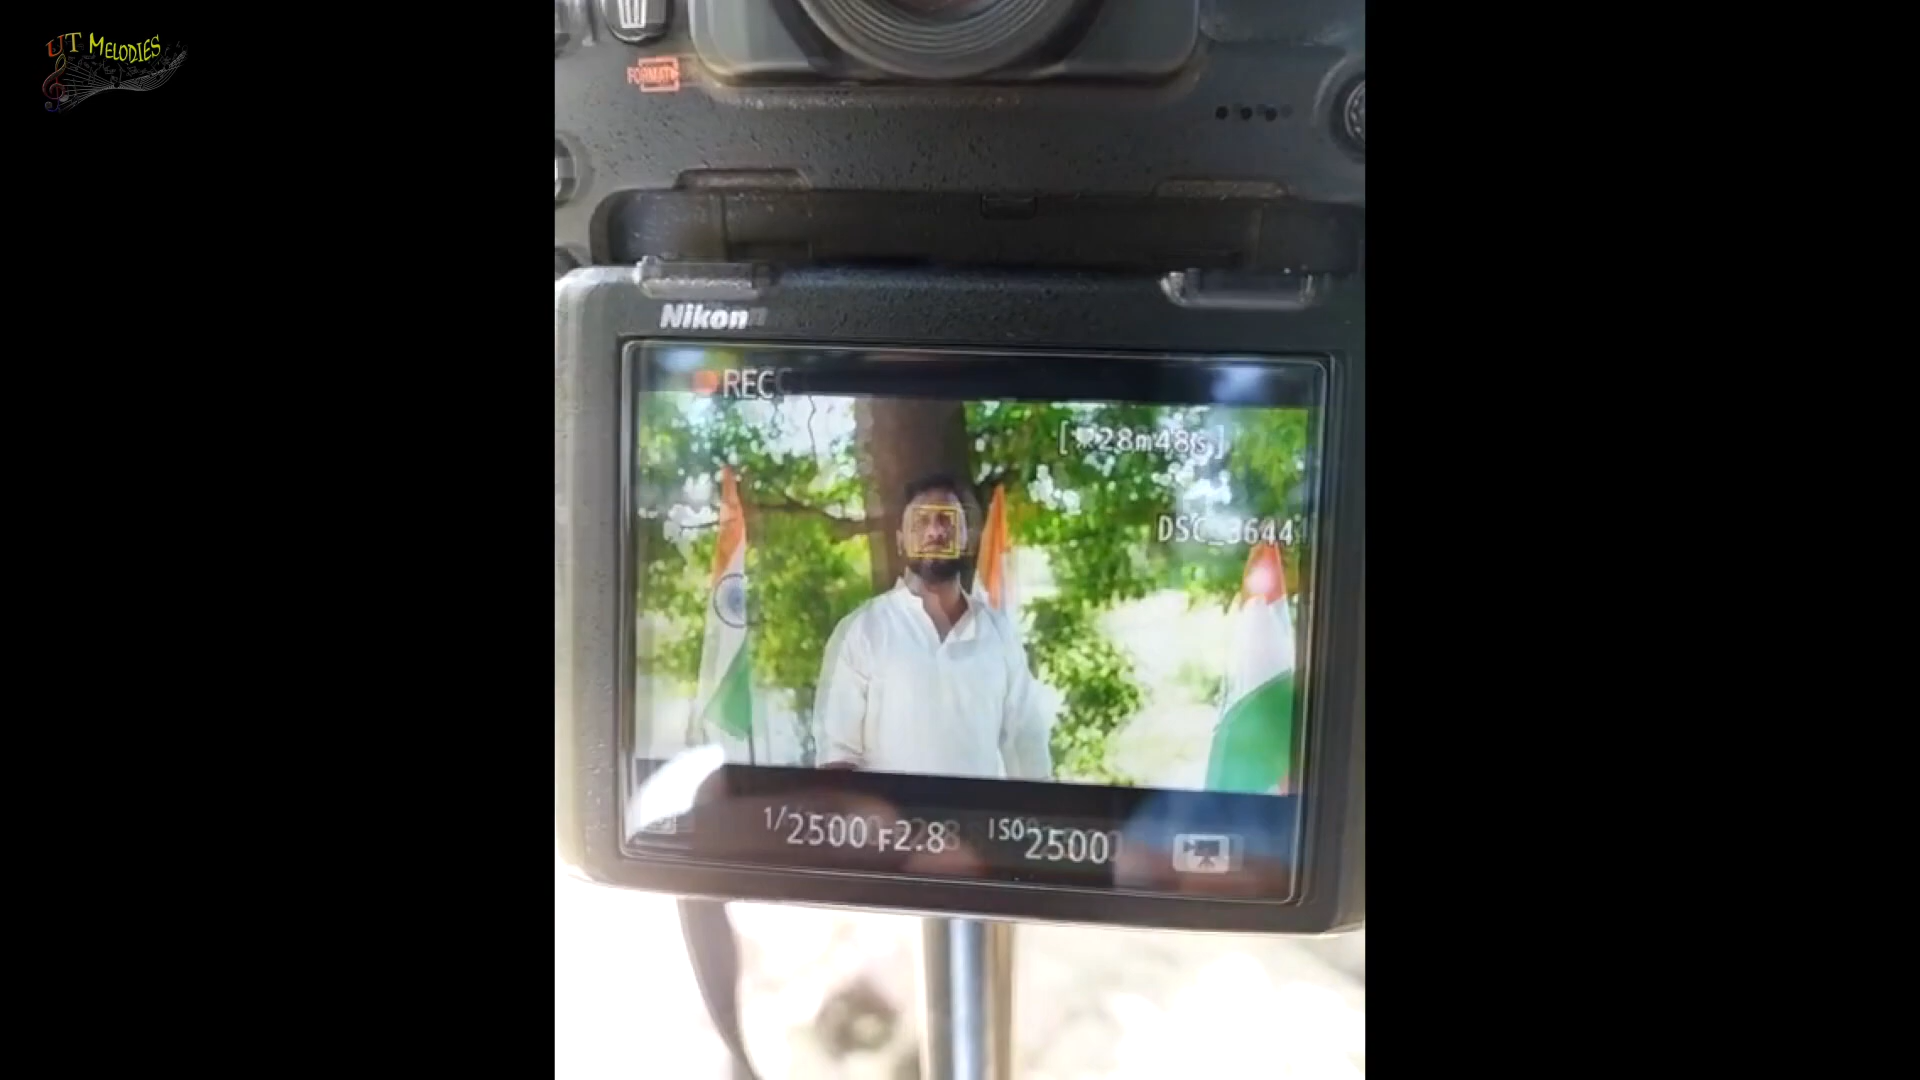 UT MELODIES
FORMAT
Nikon
REC
28m48s
DSC_3644
1/2500 F2.8 ISO 2500